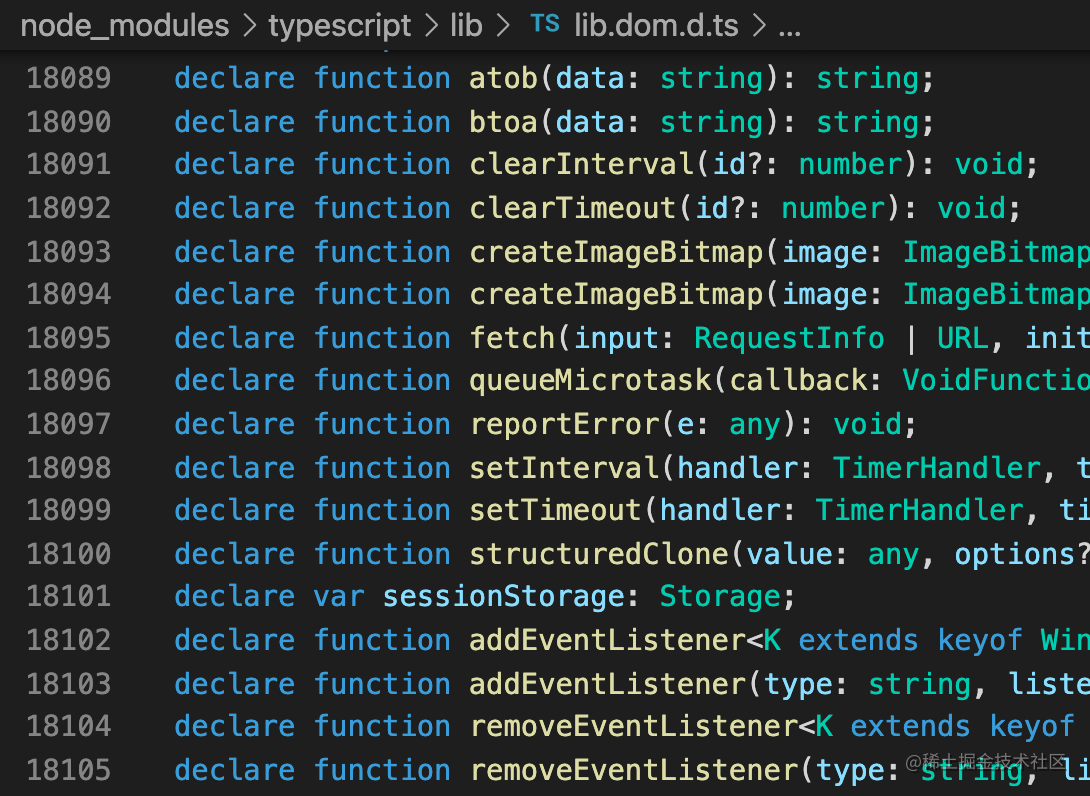 node_modules > typescript > lib > TS lib.dom.d.ts > ...
18089 declare function atob(data: string): string;
18090 declare function btoa(data: string): string;
18091 declare function clearInterval(id?: number): void;
18092 declare function clearTimeout(id?: number): void;
18093 declare function createImageBitmap(image: ImageBitmap
18094 declare function createImageBitmap(image: ImageBitmap
18095 declare function fetch(input: RequestInfo | URL, init
18096 declare function queueMicrotask(callback: VoidFunctio
18097 declare function reportError(e: any): void;
18098 declare function setInterval(handler: TimerHandler, t
18099 declare function setTimeout(handler: TimerHandler, ti
18100 declare function structuredClone(value: any, options?
18101 declare var sessionStorage: Storage;
18102 declare function addEventListener<K extends keyof Win
18103 declare function addEventListener(type: string, liste
18104 declare function removeEventListener<K extends keyof
18105 declare function removeEventListener(type: string, li
@稀土掘金技术社区